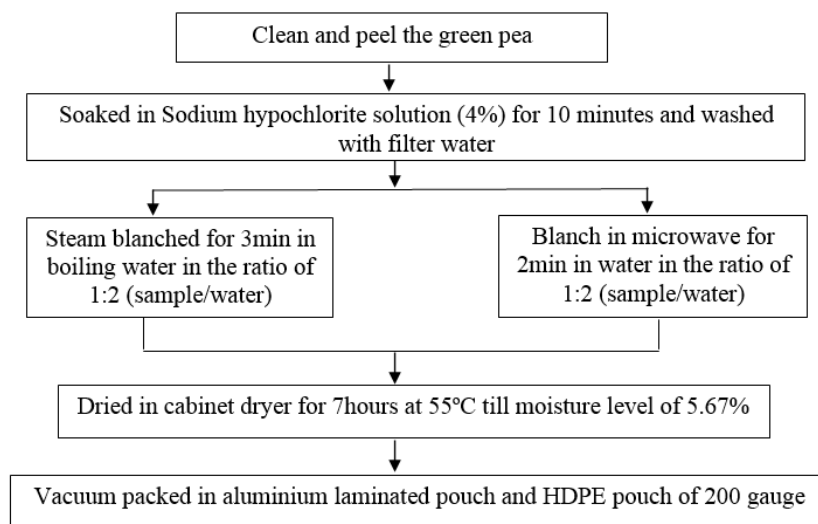 Clean and peel the green pea
Soaked in Sodium hypochlorite solution (4%) for 10 minutes and washed
with filter water
Steam blanched for 3min in
boiling water in the ratio of
1:2 (sample/water)
Blanch in microwave for
2min in water in the ratio of
1:2 (sample/water)
Dried in cabinet dryer for 7hours at 55ºC till moisture level of 5.67%
Vacuum packed in aluminium laminated pouch and HDPE pouch of 200 gauge